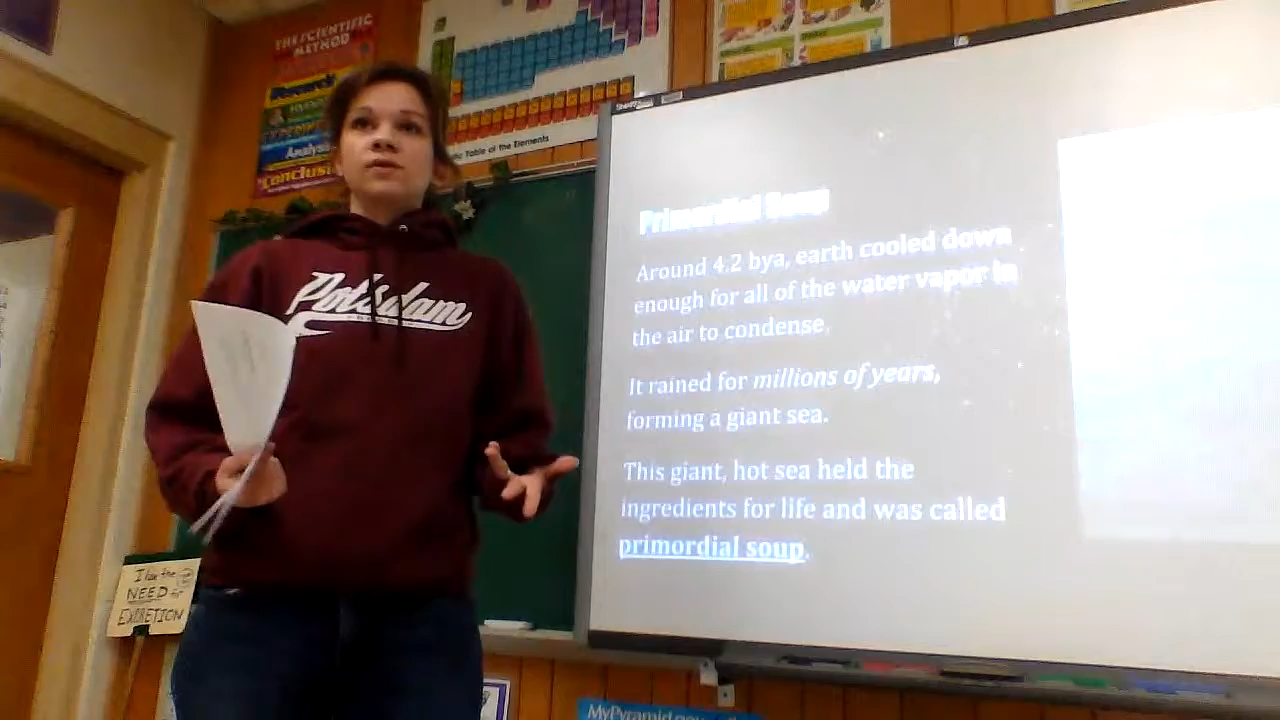 THE SCIENTIFIC
METHOD
Research
Analysis
Conclusion
Table of the Elements
Potsdam
Primordial Soup
Around 4.2 bya, earth cooled down
enough for all of the water vapor in
the air to condense.
It rained for millions of years,
forming a giant sea.
This giant, hot sea held the
ingredients for life and was called
primordial soup.
I have the
NEED for
EXCRETION
MyPyramid.gov